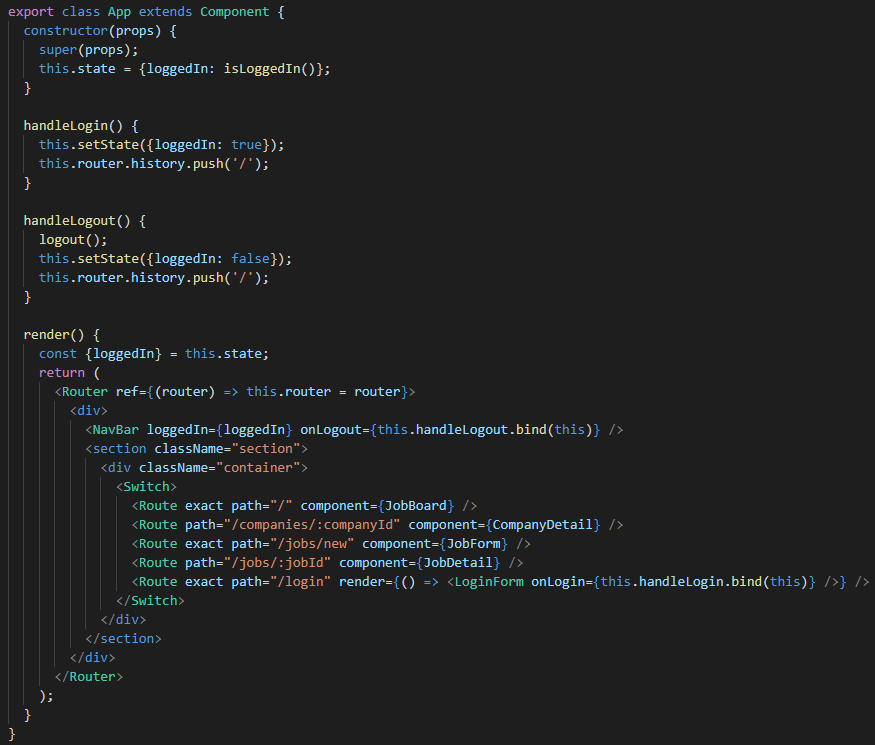 export class App extends Component {
  constructor(props) {
    super(props);
    this.state = {loggedIn: isLoggedIn()};
  }

  handleLogin() {
    this.setState({loggedIn: true});
    this.router.history.push('/');
  }

  handleLogout() {
    logout();
    this.setState({loggedIn: false});
    this.router.history.push('/');
  }

  render() {
    const {loggedIn} = this.state;
    return (
      <Router ref={(router) => this.router = router}>
        <div>
          <NavBar loggedIn={loggedIn} onLogout={this.handleLogout.bind(this)} />
          <section className="section">
            <div className="container">
              <Switch>
                <Route exact path="/" component={JobBoard} />
                <Route path="/companies/:companyId" component={CompanyDetail} />
                <Route exact path="/jobs/new" component={JobForm} />
                <Route path="/jobs/:jobId" component={JobDetail} />
                <Route exact path="/login" render={() => <LoginForm onLogin={this.handleLogin.bind(this)} />} />
              </Switch>
            </div>
          </section>
        </div>
      </Router>
    );
  }
}